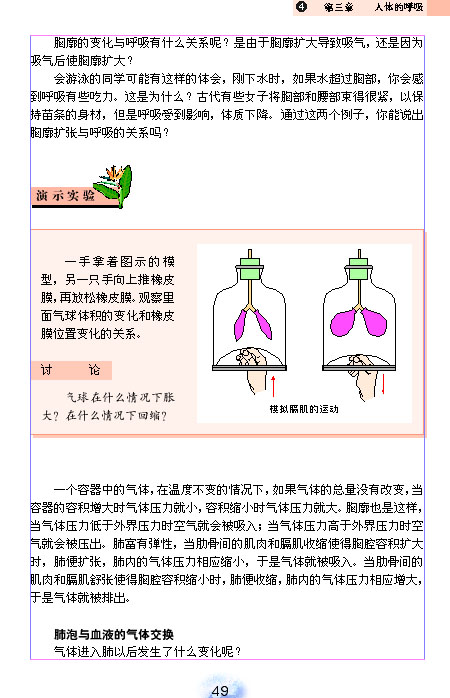 4 第三章 人体的呼吸
胸廓的变化与呼吸有什么关系呢？是由于胸廓扩大导致吸气，还是因为
吸气后使胸廓扩大？
会游泳的同学可能有这样的体会，刚下水时，如果水超过胸部，你会感
到呼吸有些吃力。这是为什么？古代有些女子将胸部和腰部束得很紧，以保
持苗条的身材，但是呼吸受到影响，体质下降。通过这两个例子，你能说出
胸廓扩张与呼吸的关系吗？
演示实验
一手拿着图示的模
型，另一只手向上推橡皮
膜，再放松橡皮膜。观察里
面气球体积的变化和橡皮
膜位置变化的关系。
讨 论
气球在什么情况下胀
大？在什么情况下回缩？
模拟膈肌的运动
一个容器中的气体，在温度不变的情况下，如果气体的总量没有改变，当
容器的容积增大时气体压力就小，容积缩小时气体压力就大。胸廓也是这样，
当气体压力低于外界压力时空气就会被吸入；当气体压力高于外界压力时空
气就会被压出。肺富有弹性，当肋骨间的肌肉和膈肌收缩使得胸腔容积扩大
时，肺便扩张，肺内的气体压力相应缩小，于是气体就被吸入。当肋骨间的
肌肉和膈肌舒张使得胸腔容积缩小时，肺便收缩，肺内的气体压力相应增大，
于是气体就被排出。
肺泡与血液的气体交换
气体进入肺以后发生了什么变化呢？
49